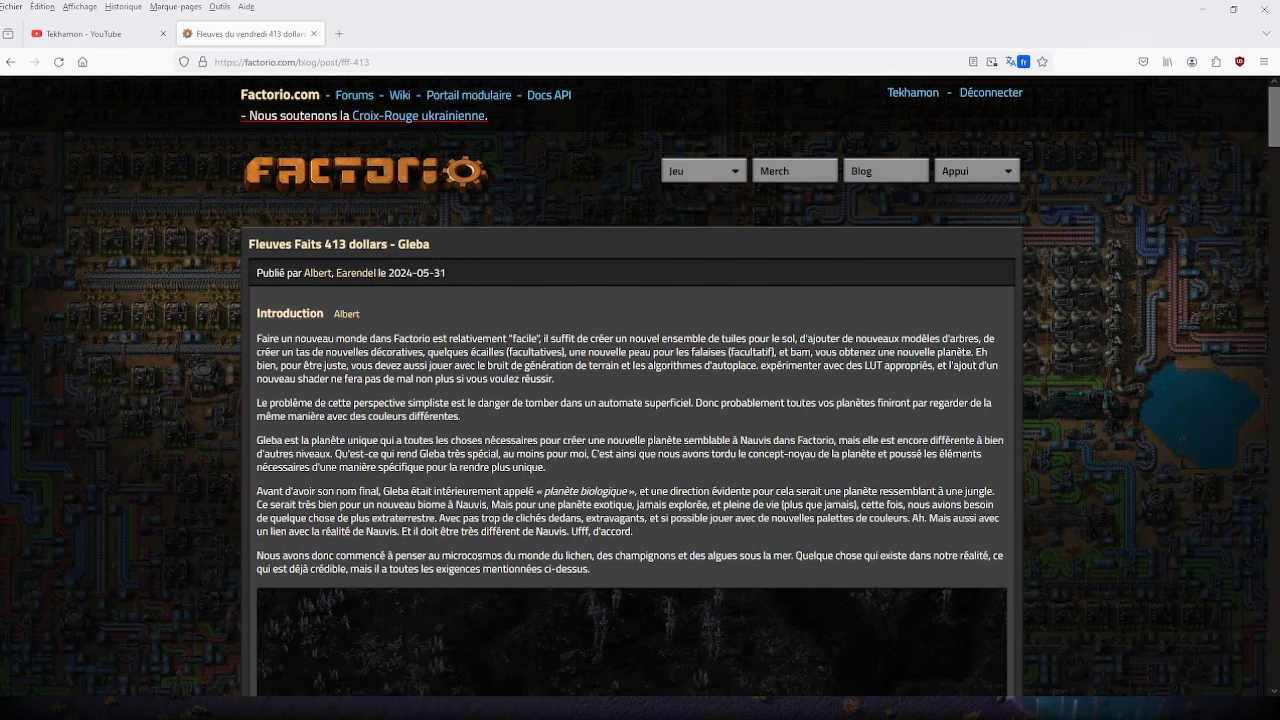 Fichier Édition Affichage Historique Marque-pages Outils Aide
Tekhamon - YouTube
Fleuves du vendredi 413 dollars
https://factorio.com/blog/post/fff-413
fr
Factorio.com - Forums - Wiki - Portail modulaire - Docs API
Tekhamon - Déconnecter
- Nous soutenons la Croix-Rouge ukrainienne.
FACTORIO
Jeu Merch Blog Appui
Fleuves Faits 413 dollars - Gleba
Publié par Albert, Earendel le 2024-05-31
Introduction Albert
Faire un nouveau monde dans Factorio est relativement "facile", il suffit de créer un nouvel ensemble de tuiles pour le sol, d'ajouter de nouveaux modèles d'arbres, de
créer un tas de nouvelles décoratives, quelques écailles (facultatives), une nouvelle peau pour les falaises (facultatif), et bam, vous obtenez une nouvelle planète. Eh
bien, pour être juste, vous devez aussi jouer avec le bruit de génération de terrain et les algorithmes d'autoplace. expérimenter avec des LUT appropriés, et l'ajout d'un
nouveau shader ne fera pas de mal non plus si vous voulez réussir.
Le problème de cette perspective simpliste est le danger de tomber dans un automate superficiel. Donc probablement toutes vos planètes finiront par regarder de la
même manière avec des couleurs différentes.
Gleba est la planète unique qui a toutes les choses nécessaires pour créer une nouvelle planète semblable à Nauvis dans Factorio, mais elle est encore différente à bien
d'autres niveaux. Qu'est-ce qui rend Gleba très spécial, au moins pour moi, C'est ainsi que nous avons tordu le concept-noyau de la planète et poussé les éléments
nécessaires d'une manière spécifique pour la rendre plus unique.
Avant d'avoir son nom final, Gleba était intérieurement appelé « planète biologique », et une direction évidente pour cela serait une planète ressemblant à une jungle.
Ce serait très bien pour un nouveau biome à Nauvis, Mais pour une planète exotique, jamais explorée, et pleine de vie (plus que jamais), cette fois, nous avions besoin
de quelque chose de plus extraterrestre. Avec pas trop de clichés dedans, extravagants, et si possible jouer avec de nouvelles palettes de couleurs. Ah. Mais aussi avec
un lien avec la réalité de Nauvis. Et il doit être très différent de Nauvis. Ufff, d'accord.
Nous avons donc commencé à penser au microcosmos du monde du lichen, des champignons et des algues sous la mer. Quelque chose qui existe dans notre réalité, ce
qui est déjà crédible, mais il a toutes les exigences mentionnées ci-dessus.